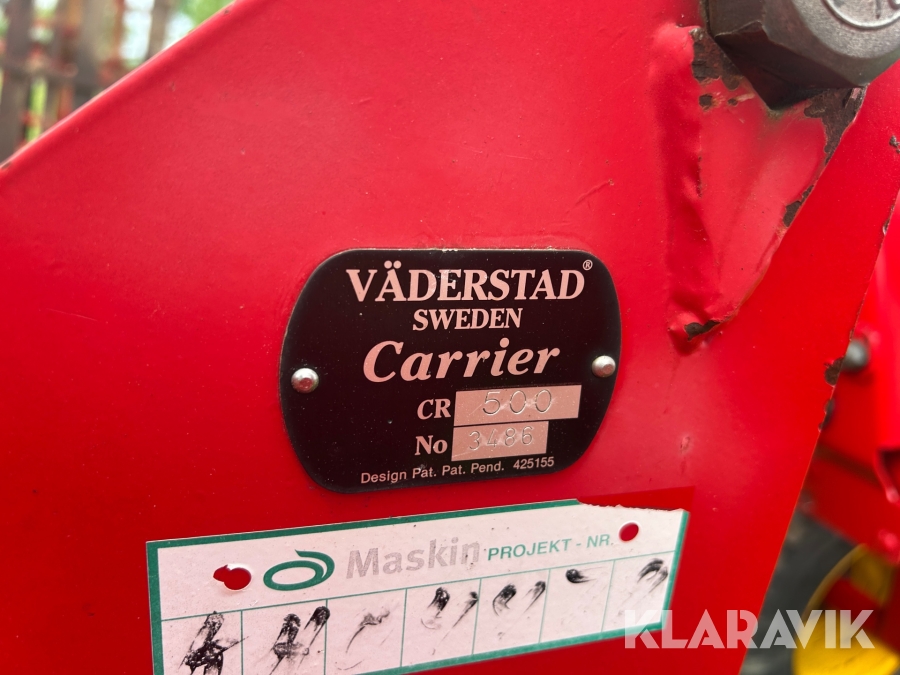 VÄDERSTAD®
SWEDEN
Carrier
CR 500
No 3486
Design Pat. Pat. Pend. 425155
Maskin PROJEKT - NR.
KLARAVIK